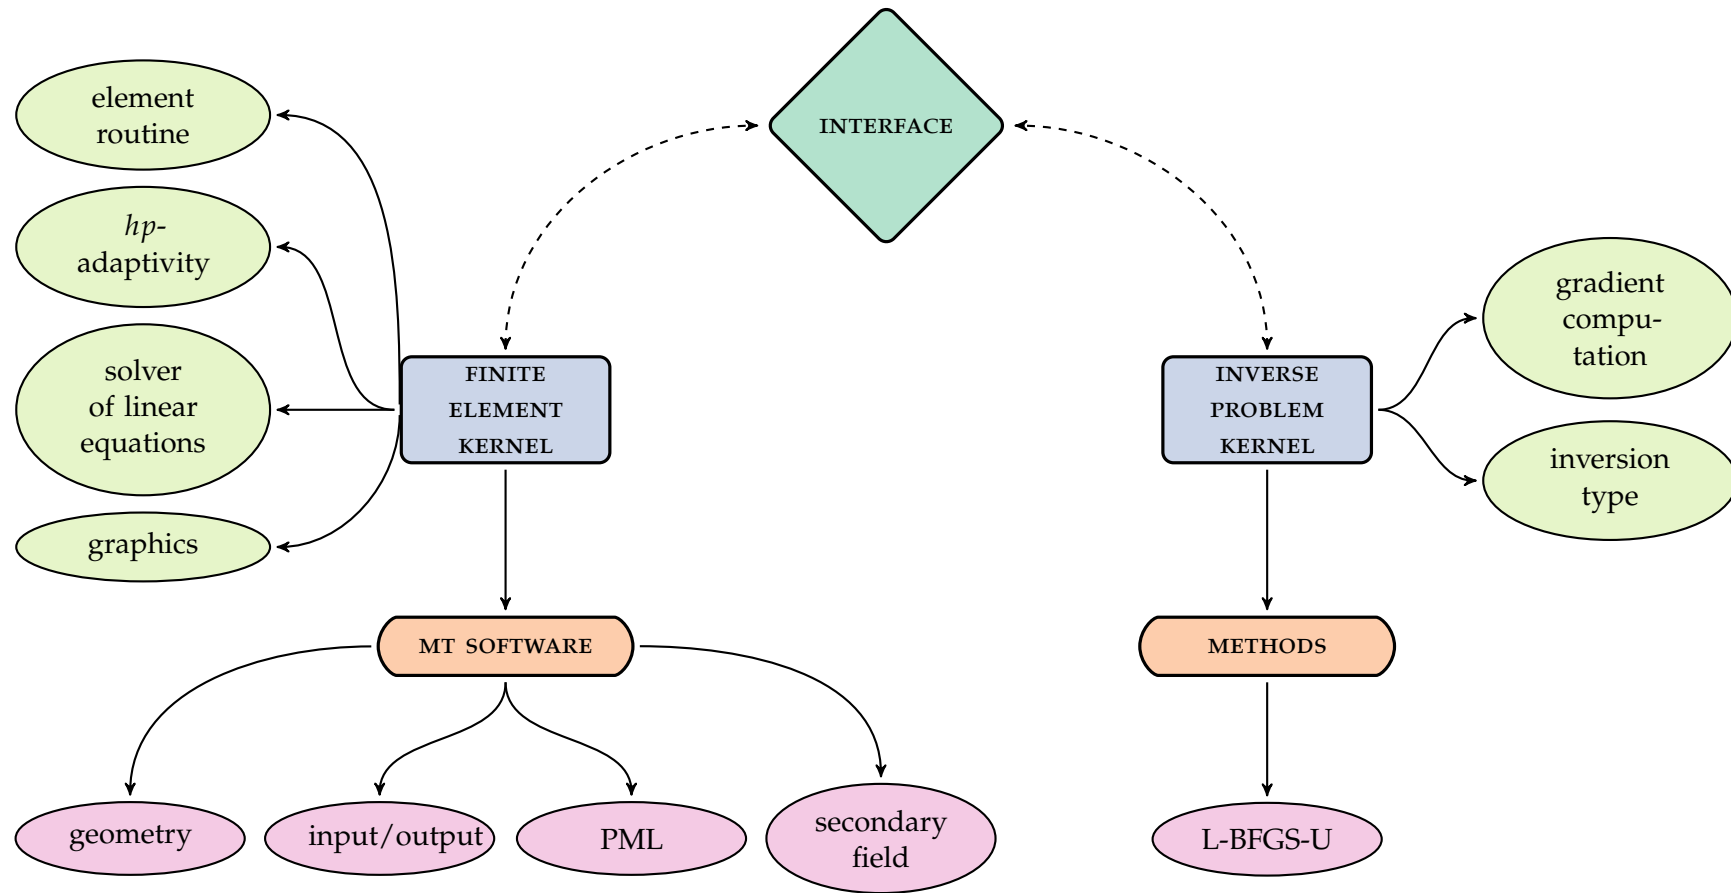 INTERFACE
element
routine
hp-
adaptivity
solver
of linear
equations
graphics
FINITE
ELEMENT
KERNEL
INVERSE
PROBLEM
KERNEL
gradient
compu-
tation
inversion
type
MT SOFTWARE
METHODS
geometry
input/output
PML
secondary
field
L-BFGS-U